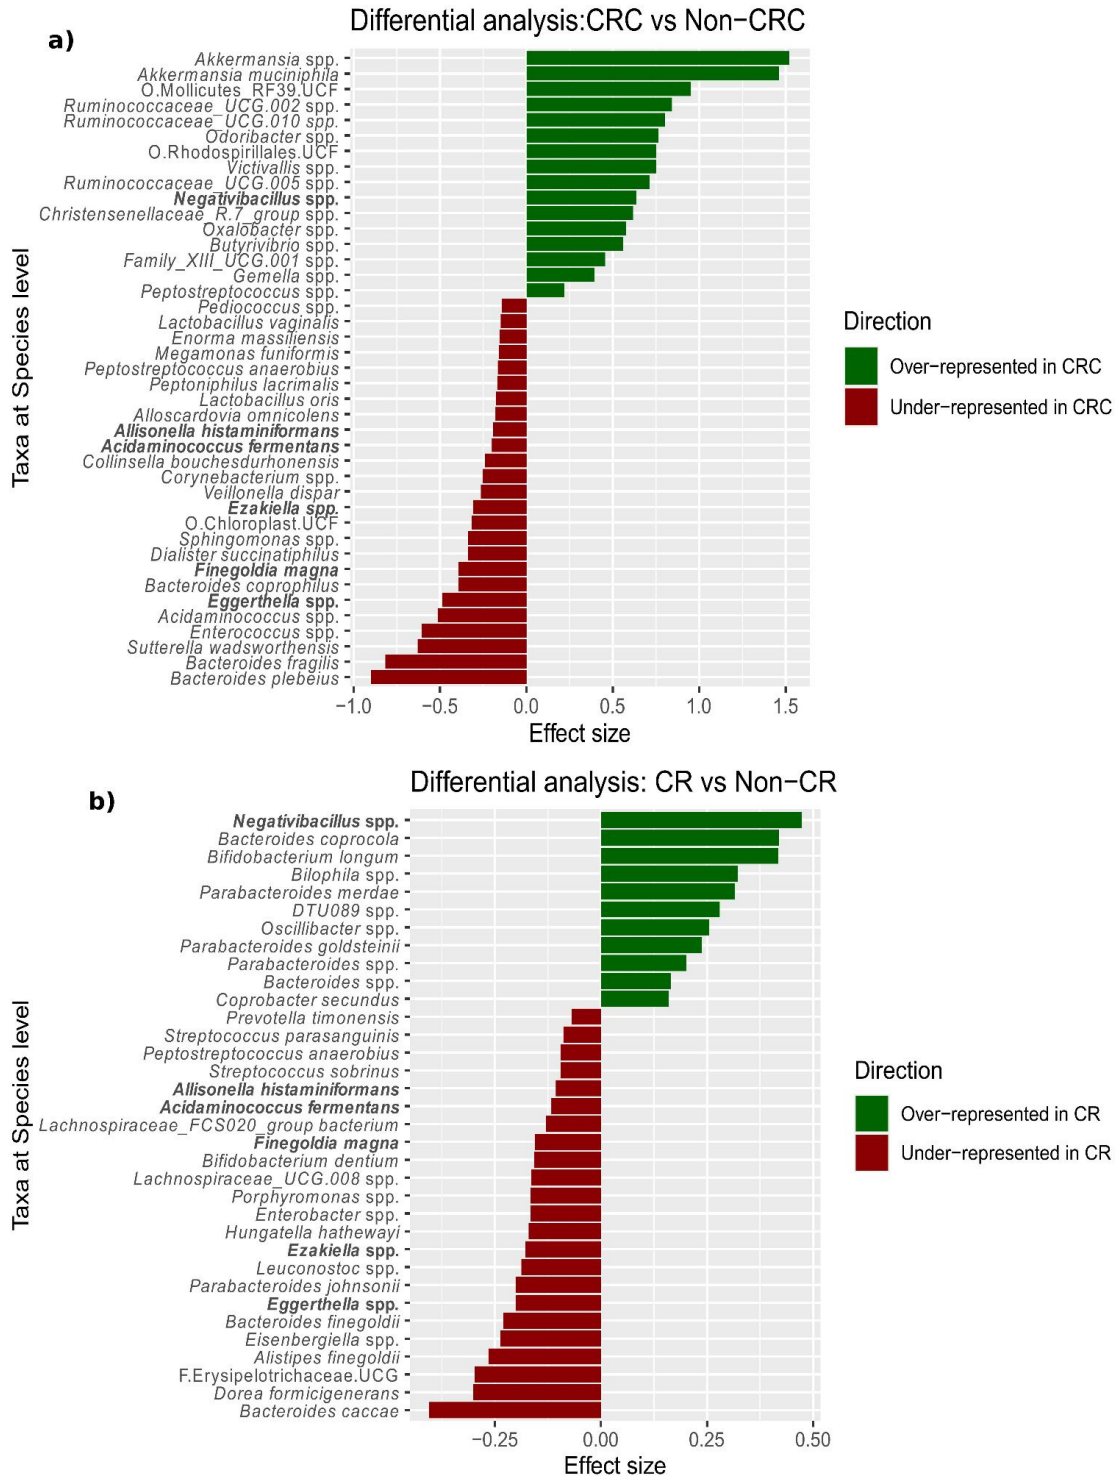 a)
Differential analysis:CRC vs Non−CRC
Taxa at Species level
Akkermansia spp.
Akkermansia muciniphila
O.Mollicutes_RF39.UCF
Ruminococcaceae_UCG.002 spp.
Ruminococcaceae_UCG.010 spp.
Odoribacter spp.
O.Rhodospirillales.UCF
Victivallis spp.
Ruminococcaceae_UCG.005 spp.
Negativibacillus spp.
Christensenellaceae_R.7_group spp.
Oxalobacter spp.
Butyrivibrio spp.
Family_XIII_UCG.001 spp.
Gemella spp.
Peptostreptococcus spp.
Pediococcus spp.
Lactobacillus vaginalis
Enorma massiliensis
Megamonas funiformis
Peptostreptococcus anaerobius
Peptoniphilus lacrimalis
Lactobacillus oris
Alloscardovia omnicolens
Allisonella histaminiformans
Acidaminococcus fermentans
Collinsella bouchesdurhonensis
Corynebacterium spp.
Veillonella dispar
Ezakiella spp.
O.Chloroplast.UCF
Sphingomonas spp.
Dialister succinatiphilus
Finegoldia magna
Bacteroides coprophilus
Eggerthella spp.
Acidaminococcus spp.
Enterococcus spp.
Sutterella wadsworthensis
Bacteroides fragilis
Bacteroides plebeius
−1.0 −0.5 0.0 0.5 1.0 1.5
Effect size
Direction
Over−represented in CRC
Under−represented in CRC
b)
Differential analysis: CR vs Non−CR
Taxa at Species level
Negativibacillus spp.
Bacteroides coprocola
Bifidobacterium longum
Bilophila spp.
Parabacteroides merdae
DTU089 spp.
Oscillibacter spp.
Parabacteroides goldsteinii
Parabacteroides spp.
Bacteroides spp.
Coprobacter secundus
Prevotella timonensis
Streptococcus parasanguinis
Peptostreptococcus anaerobius
Streptococcus sobrinus
Allisonella histaminiformans
Acidaminococcus fermentans
Lachnospiraceae_FCS020_group bacterium
Finegoldia magna
Bifidobacterium dentium
Lachnospiraceae_UCG.008 spp.
Porphyromonas spp.
Enterobacter spp.
Hungatella hathewayi
Ezakiella spp.
Leuconostoc spp.
Parabacteroides johnsonii
Eggerthella spp.
Bacteroides finegoldii
Eisenbergiella spp.
Alistipes finegoldii
F.Erysipelotrichaceae.UCG
Dorea formicigenerans
Bacteroides caccae
−0.25 0.00 0.25 0.50
Effect size
Direction
Over−represented in CR
Under−represented in CR